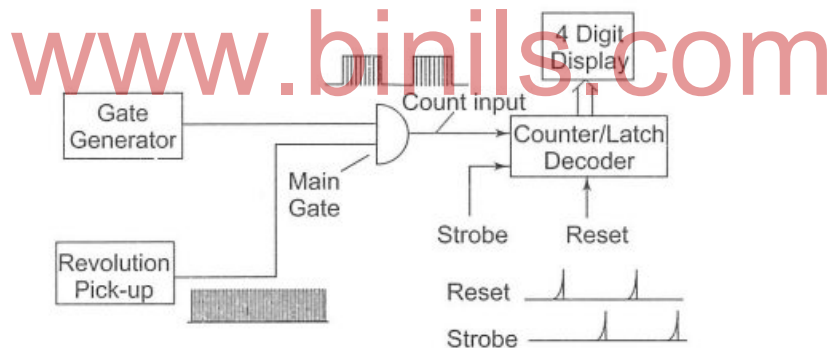 www.binils.com
4 Digit
Display
Count input
Gate
Generator
Counter/Latch
Decoder
Main
Gate
Strobe
Reset
Revolution
Pick-up
Reset
Strobe